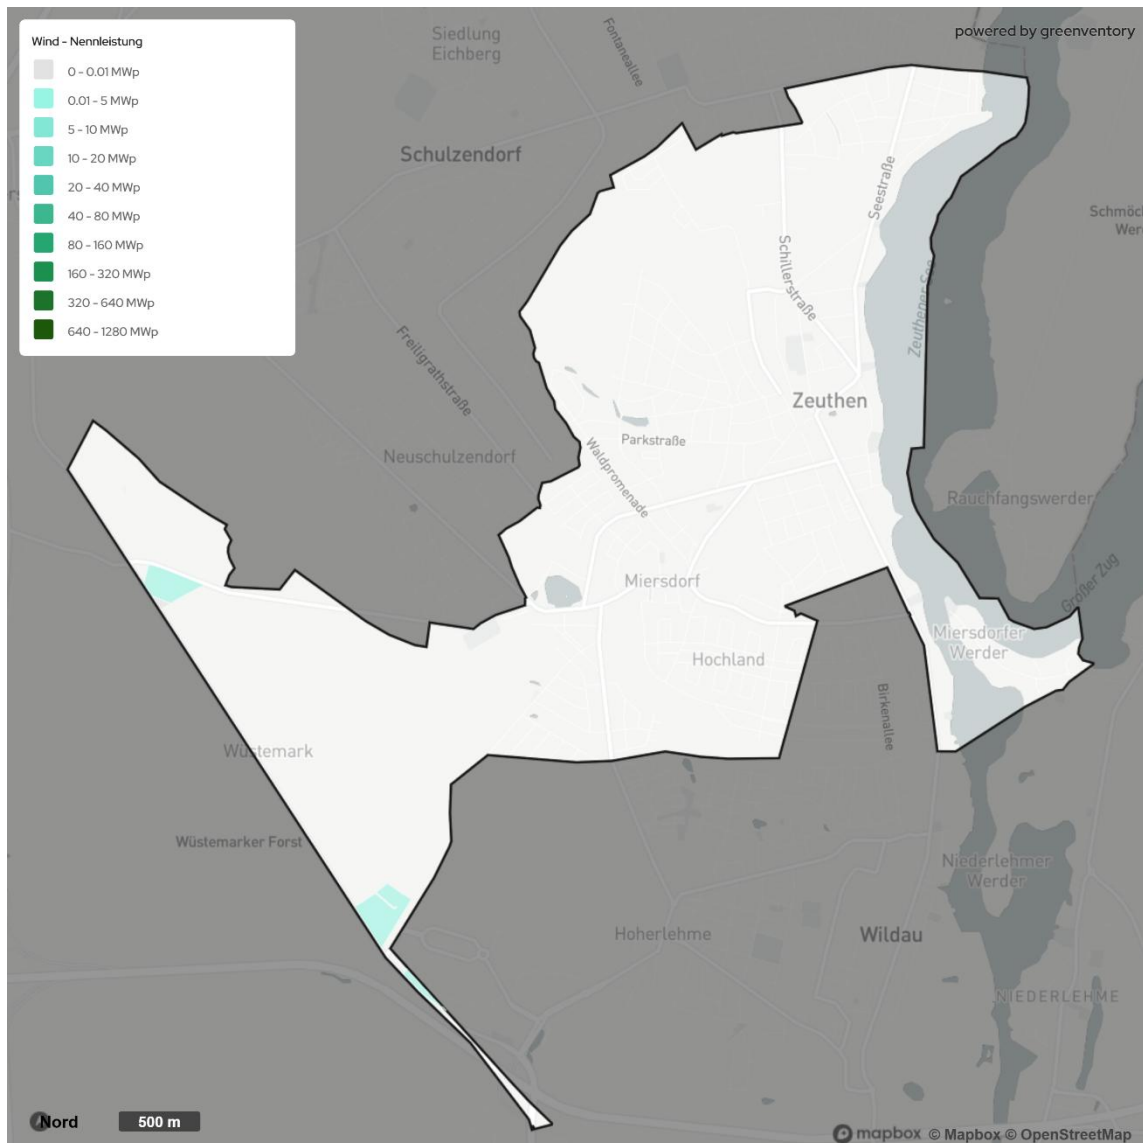 Wind - Nennleistung
0 - 0.01 MWp
0.01 - 5 MWp
5 - 10 MWp
10 - 20 MWp
20 - 40 MWp
40 - 80 MWp
80 - 160 MWp
160 - 320 MWp
320 - 640 MWp
640 - 1280 MWp
powered by greenventory
Siedlung
Eichberg
Fontaneallee
Schulzendorf
Seestraße
Schillerstraße
Zeuthener See
Freiligrathstraße
Zeuthen
Parkstraße
Waldpromenade
Neuschulzendorf
Rauchfangswerder
Großer Zug
Miersdorf
Miersdorfer
Werder
Hochland
Birkenallee
Wüstemark
Wüstemarker Forst
Niederlehmer
Werder
Hoherlehme
Wildau
NIEDERLEHME
Nord
500 m
mapbox © Mapbox © OpenStreetMap